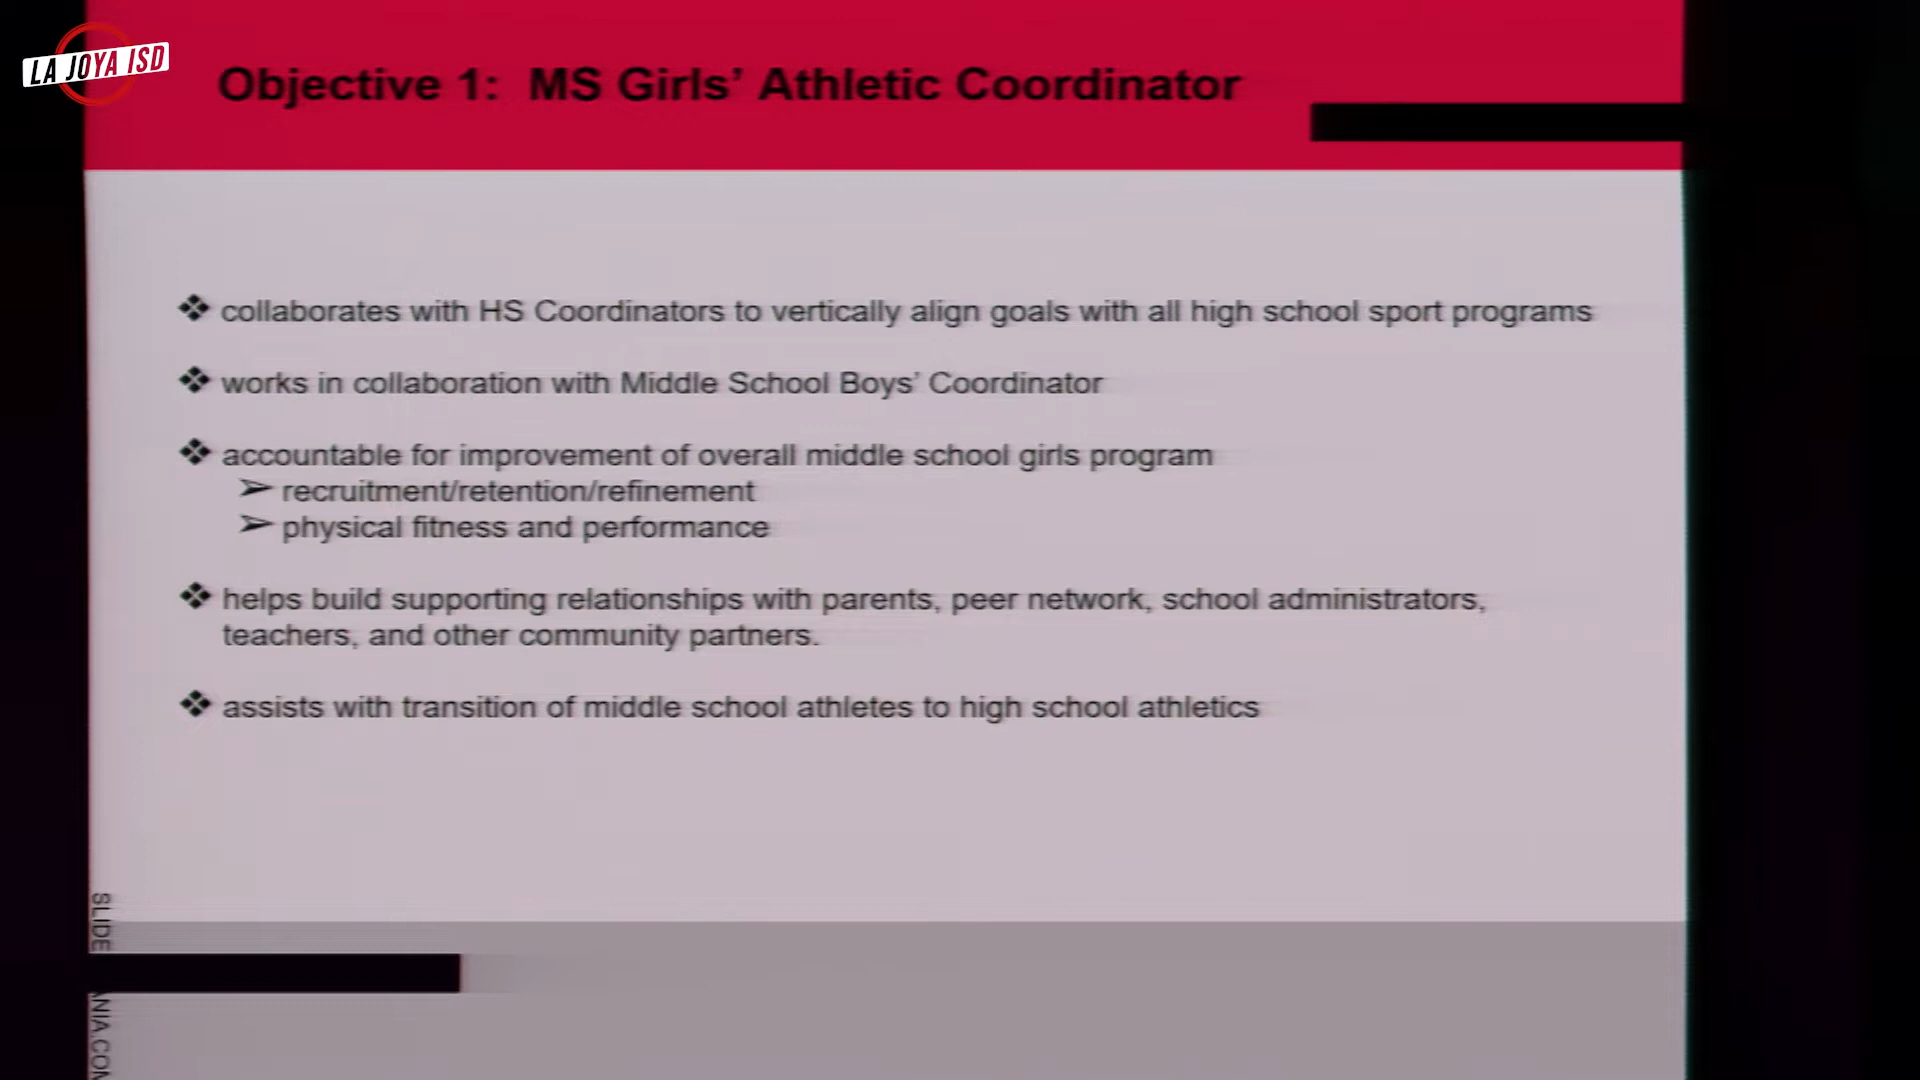 LA JOYA ISD
Objective 1: MS Girls’ Athletic Coordinator
❖ collaborates with HS Coordinators to vertically align goals with all high school sport programs
❖ works in collaboration with Middle School Boys’ Coordinator
❖ accountable for improvement of overall middle school girls program
➢ recruitment/retention/refinement
➢ physical fitness and performance
❖ helps build supporting relationships with parents, peer network, school administrators,
teachers, and other community partners.
❖ assists with transition of middle school athletes to high school athletics
SLIDE